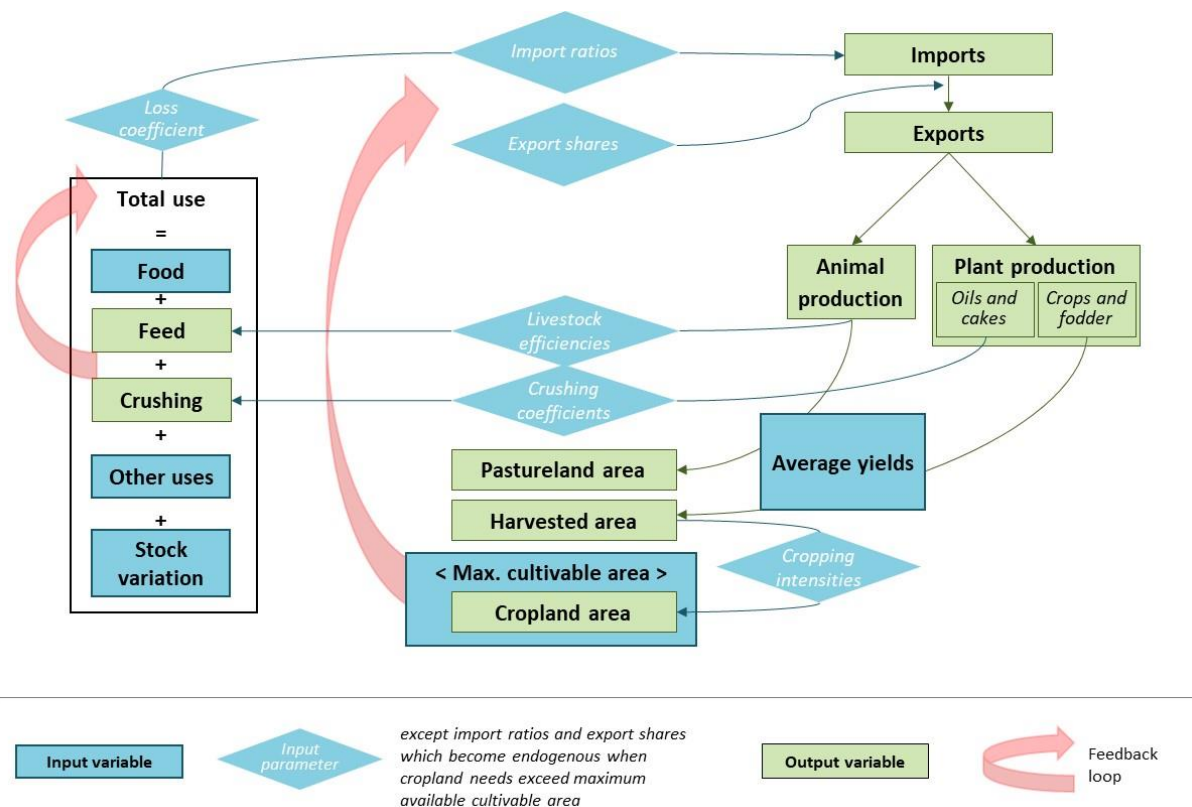 Import ratios
Imports
Loss
coefficient
Export shares
Exports
Total use
=
Food
+
Feed
+
Crushing
+
Other uses
+
Stock
variation
Animal
production
Plant production
Oils and
cakes
Crops and
fodder
Livestock
efficiencies
Crushing
coefficients
Average yields
Pastureland area
Harvested area
Cropping
intensities
< Max. cultivable area >
Cropland area
Input variable
Input
parameter
except import ratios and export shares
which become endogenous when
cropland needs exceed maximum
available cultivable area
Output variable
Feedback
loop